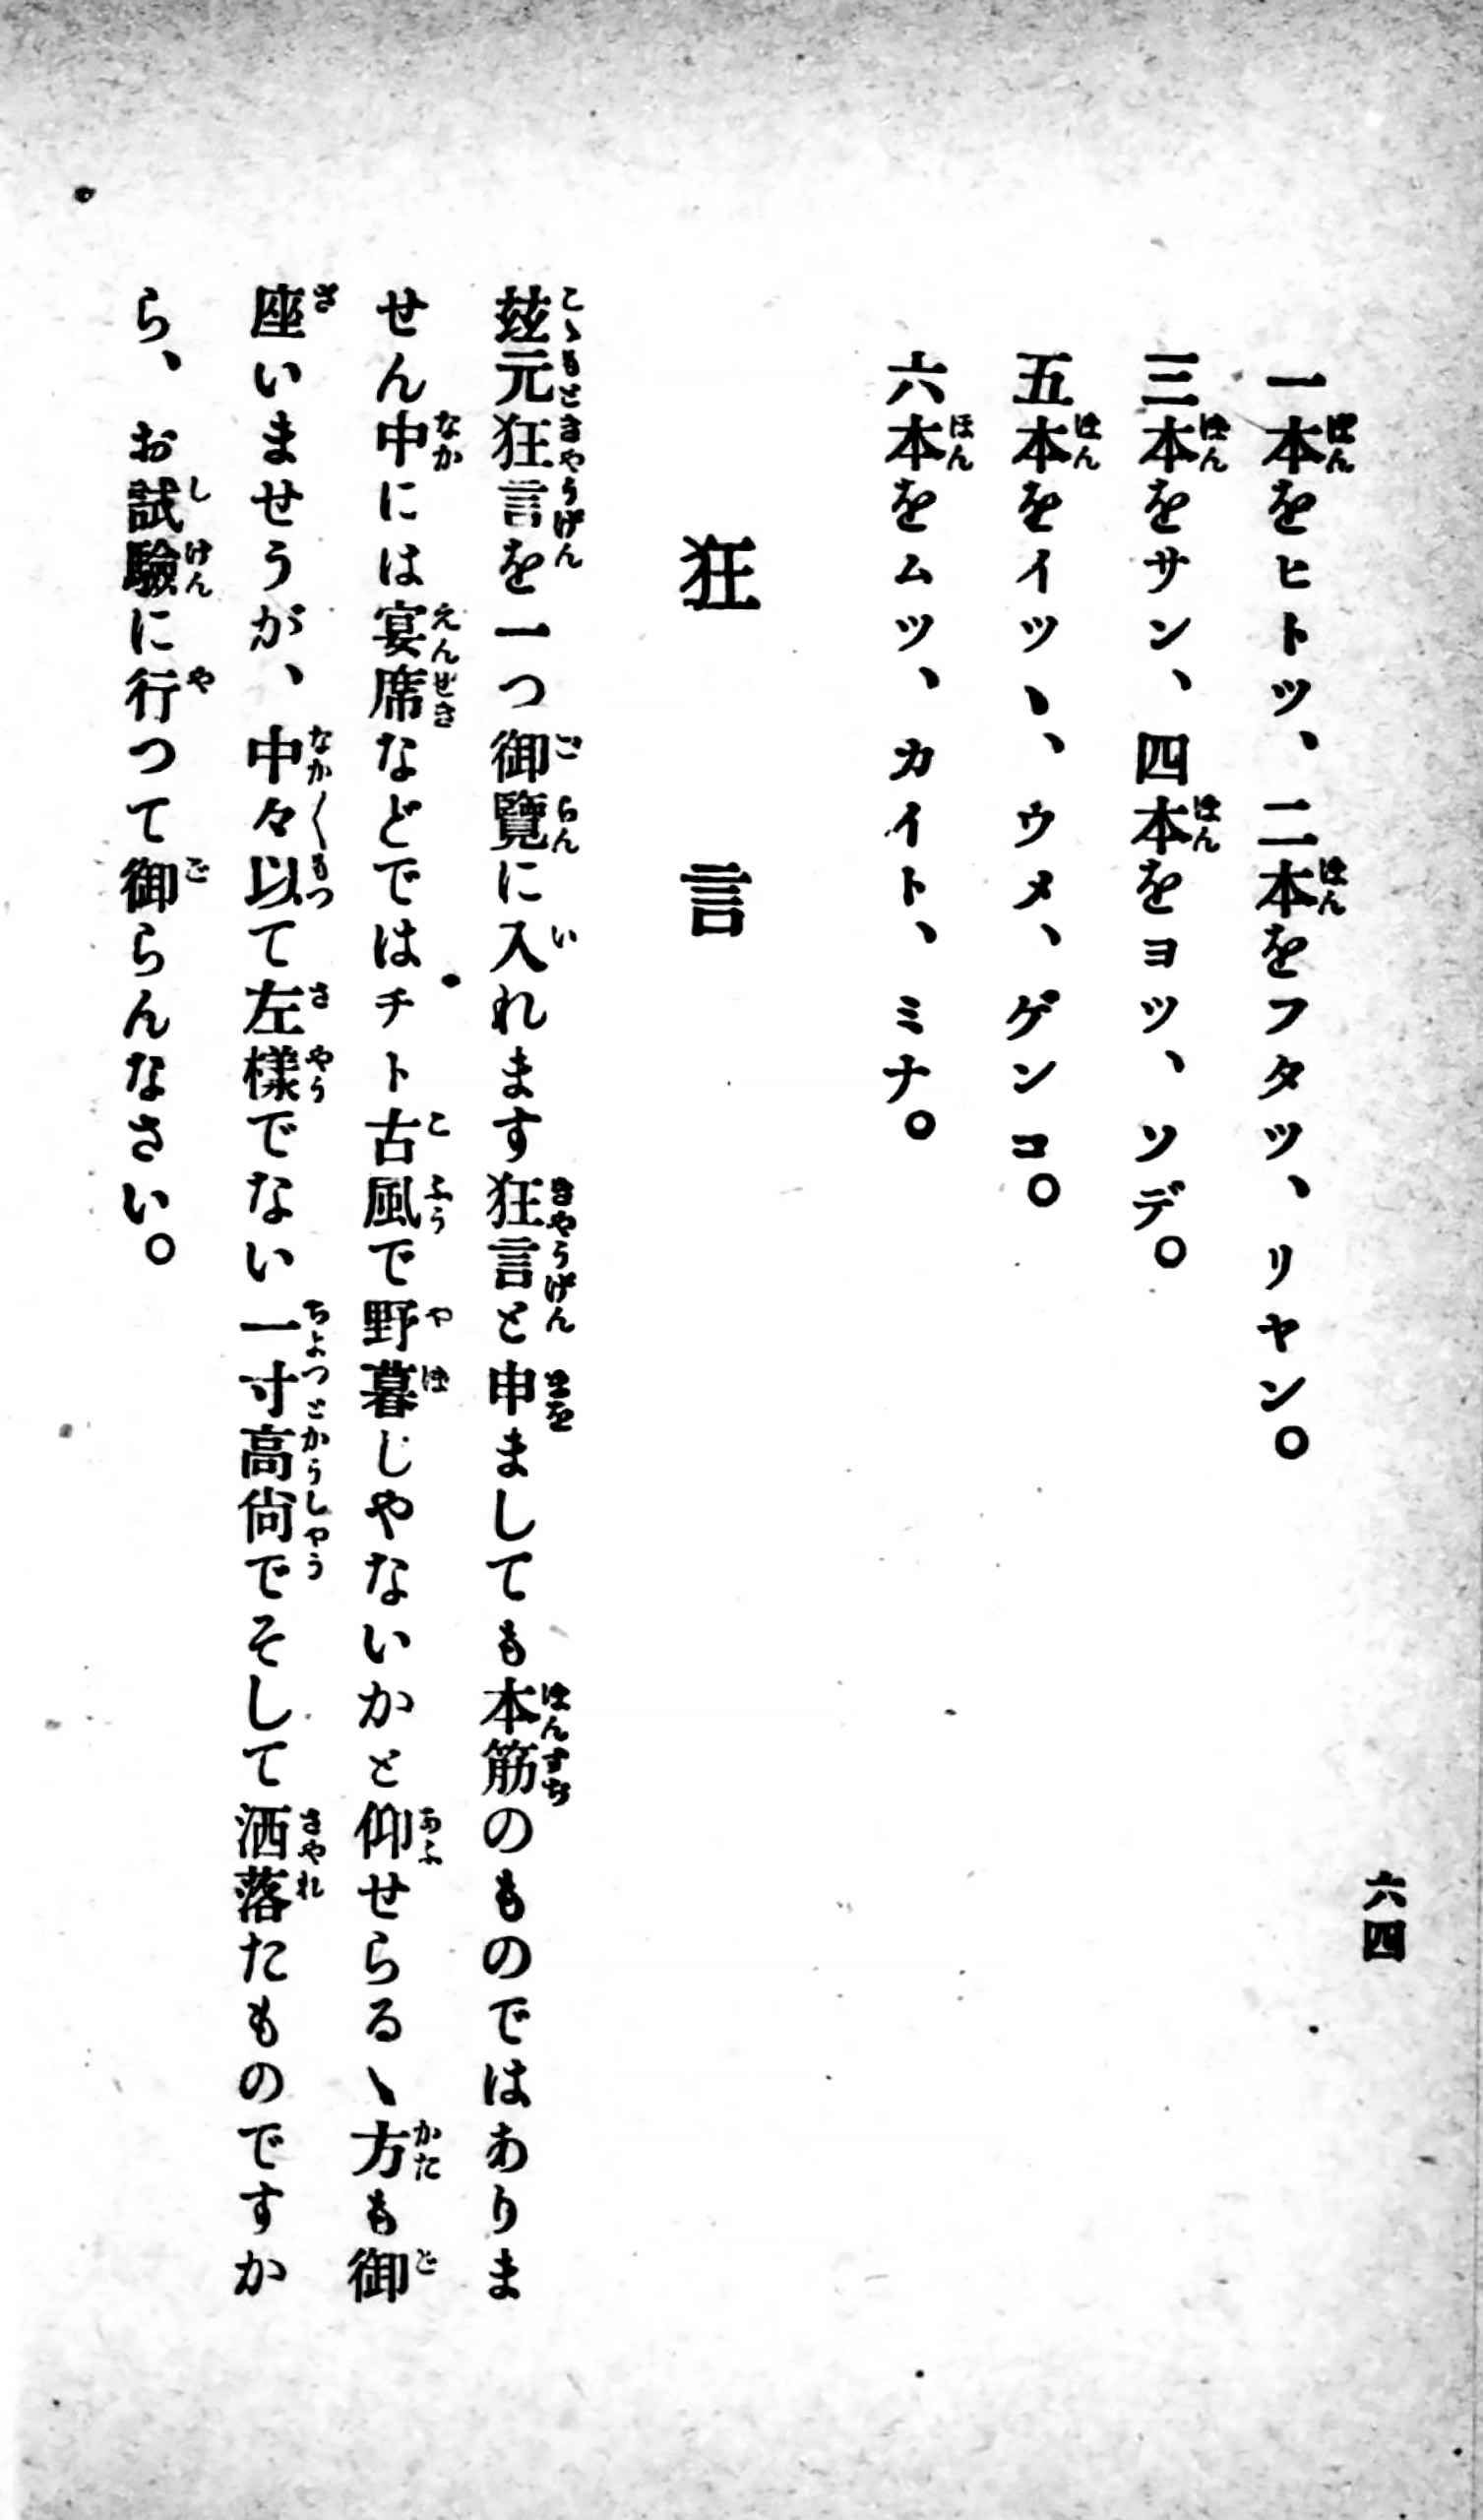 六四
一本をヒトツ、二本をフタツ、リヤン。
三本をサン、四本をヨツ、ソデ。
五本をイツヽ、ウメ、ゲンコ。
六本をムツ、カイト、ミナ。
狂言
玆元狂言を一つ御覽に入れます狂言と申ましても本筋のものではありま
せん中には宴席などではチト古風で野暮じやないかと仰せらるヽ方も御
座いませうが、中々以て左樣でない一寸高尙でそして洒落たものですか
ら、お試驗に行つて御らんなさい。